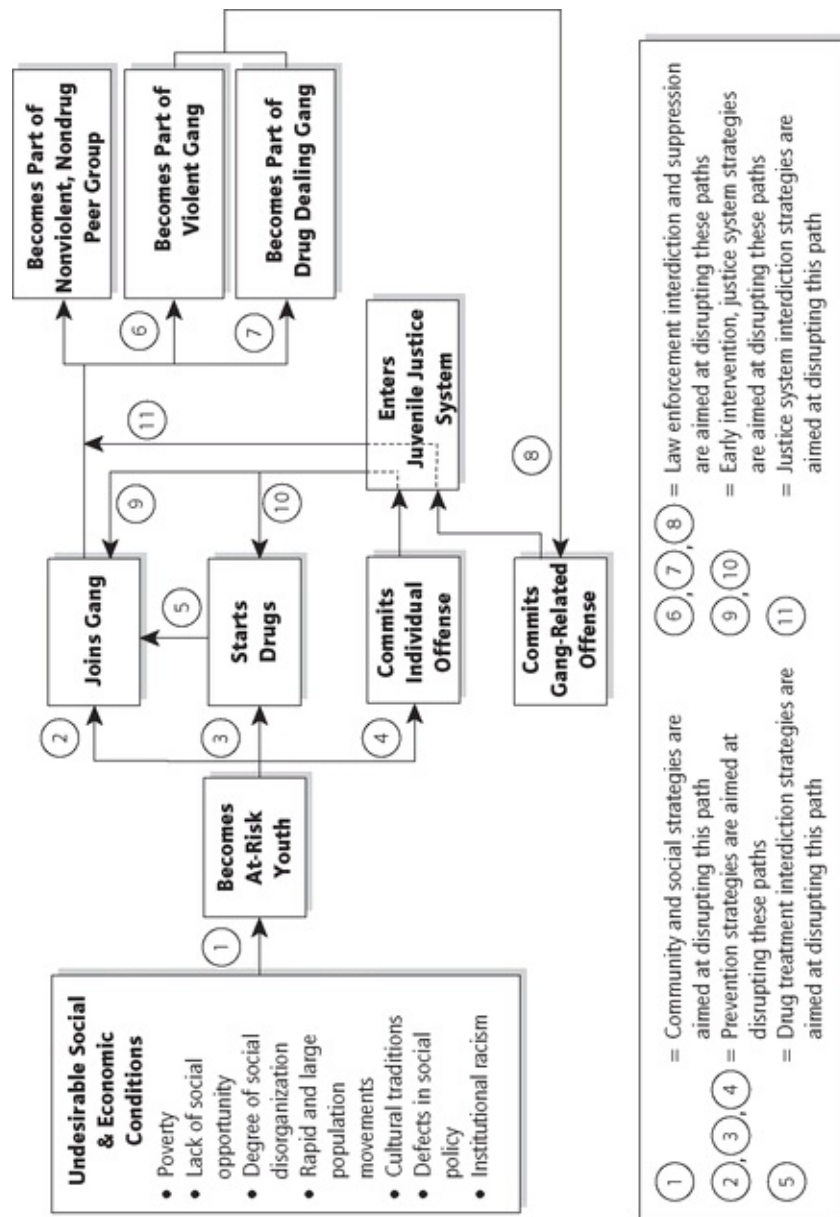 Undesirable Social
& Economic
Conditions
• Poverty
• Lack of social
opportunity
• Degree of social
disorganization
• Rapid and large
population
movements
• Cultural traditions
• Defects in social
policy
• Institutional racism
1
Becomes
At-Risk
Youth
2
3
4
Joins Gang
5
Starts
Drugs
Commits
Individual
Offense
Commits
Gang-Related
Offense
9
10
11
Enters
Juvenile Justice
System
8
6
7
Becomes Part of
Nonviolent, Nondrug
Peer Group
Becomes Part of
Violent Gang
Becomes Part of
Drug Dealing Gang
1 = Community and social strategies are
aimed at disrupting this path
2, 3, 4 = Prevention strategies are aimed at
disrupting these paths
5 = Drug treatment interdiction strategies are
aimed at disrupting this path
6, 7, 8 = Law enforcement interdiction and suppression
are aimed at disrupting these paths
9, 10 = Early intervention, justice system strategies
are aimed at disrupting these paths
11 = Justice system interdiction strategies are
aimed at disrupting this path